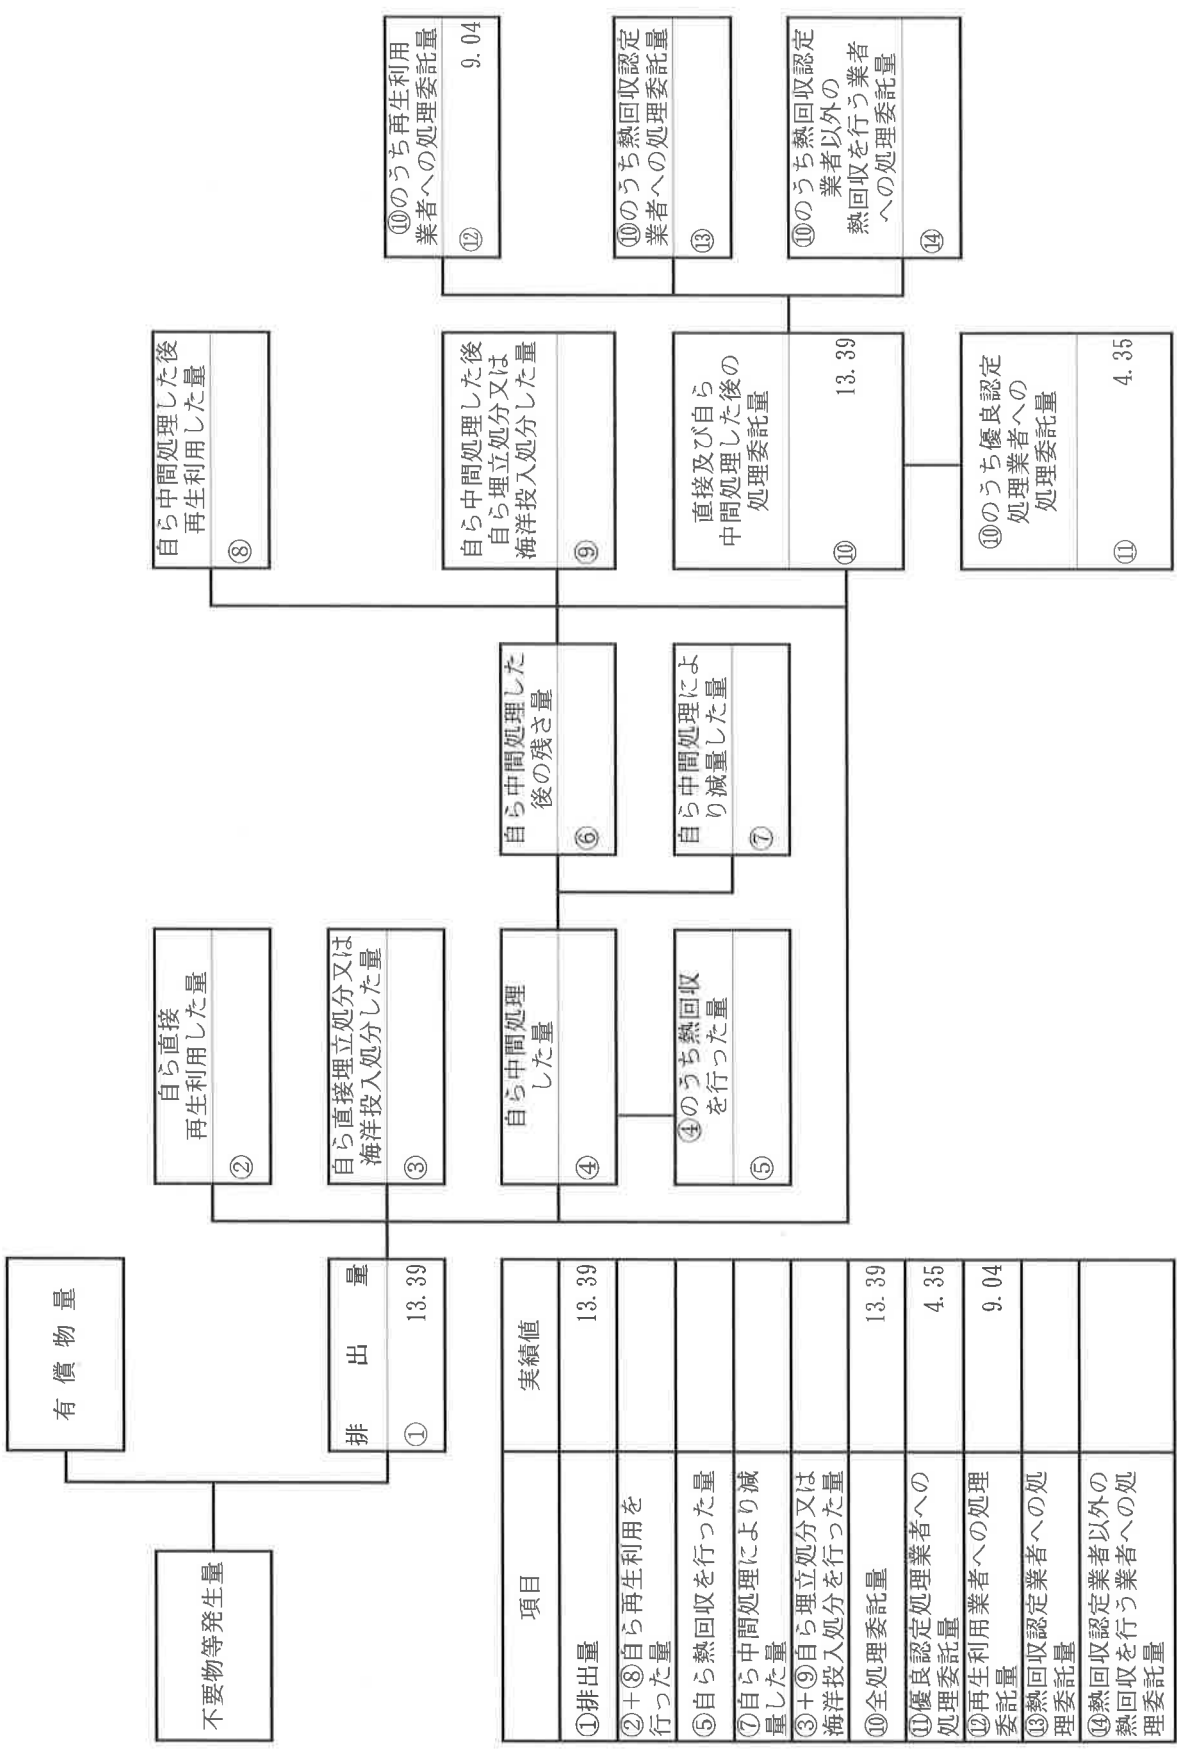 不要物等発生量
有償物量
排出量
① 13.39
自ら直接
再生利用した量
②
自ら直接埋立処分又は
海洋投入処分した量
③
自ら中間処理
した量
④
④のうち熱回収
を行った量
⑤
自ら中間処理した
後の残さ量
⑥
自ら中間処理によ
り減量した量
⑦
自ら中間処理した後
再生利用した量
⑧
自ら中間処理した後
自ら埋立処分又は
海洋投入処分した量
⑨
直接及び自ら
中間処理した後の
処理委託量
⑩ 13.39
⑩のうち優良認定
処理業者への
処理委託量
⑪ 4.35
⑩のうち再生利用
業者への処理委託量
⑫ 9.04
⑩のうち熱回収認定
業者への処理委託量
⑬
⑩のうち熱回収認定
業者以外の
熱回収を行う業者
への処理委託量
⑭
項目 実績値
①排出量 13.39
②+⑧自ら再生利用を
行った量
⑤自ら熱回収を行った量
⑦自ら中間処理により減
量した量
③+⑨自ら埋立処分又は
海洋投入処分を行った量
⑩全処理委託量 13.39
⑪優良認定処理業者への
処理委託量 4.35
⑫再生利用業者への処理
委託量 9.04
⑬熱回収認定業者への処
理委託量
⑭熱回収認定業者以外の
熱回収を行う業者への処
理委託量